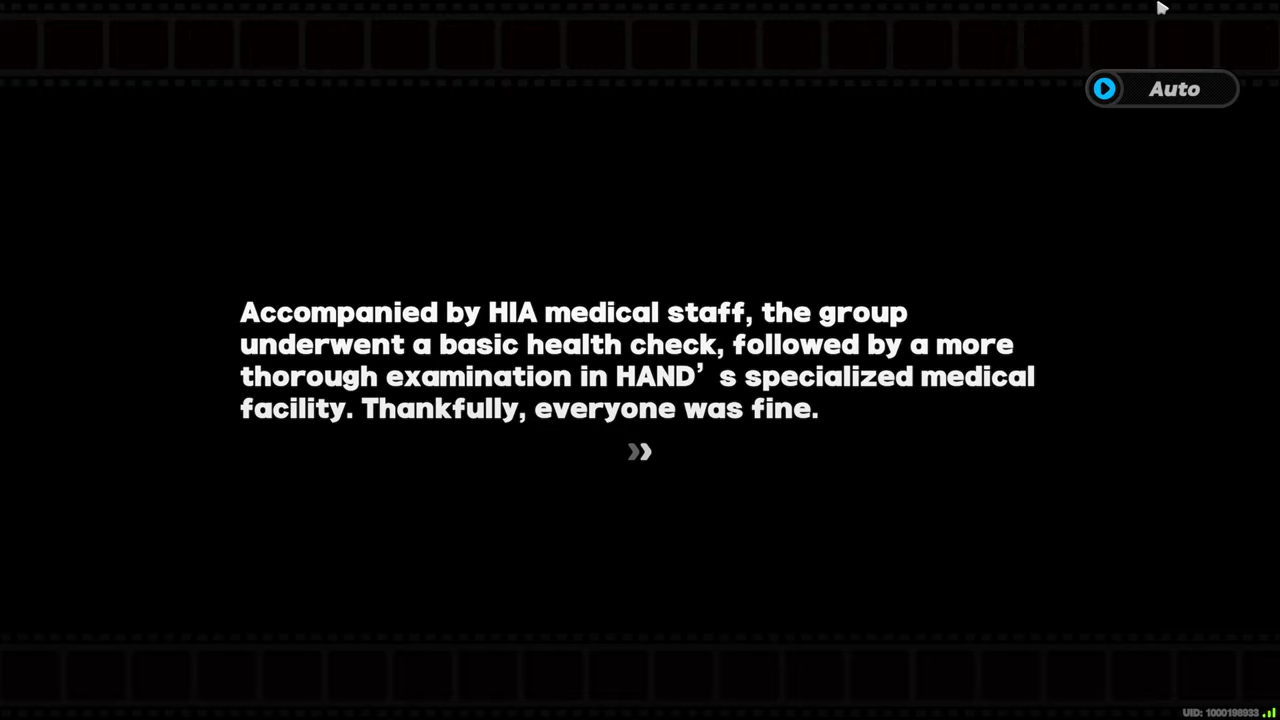 Auto
Accompanied by HIA medical staff, the group
underwent a basic health check, followed by a more
thorough examination in HAND’s specialized medical
facility. Thankfully, everyone was fine.
UID: 1000198933